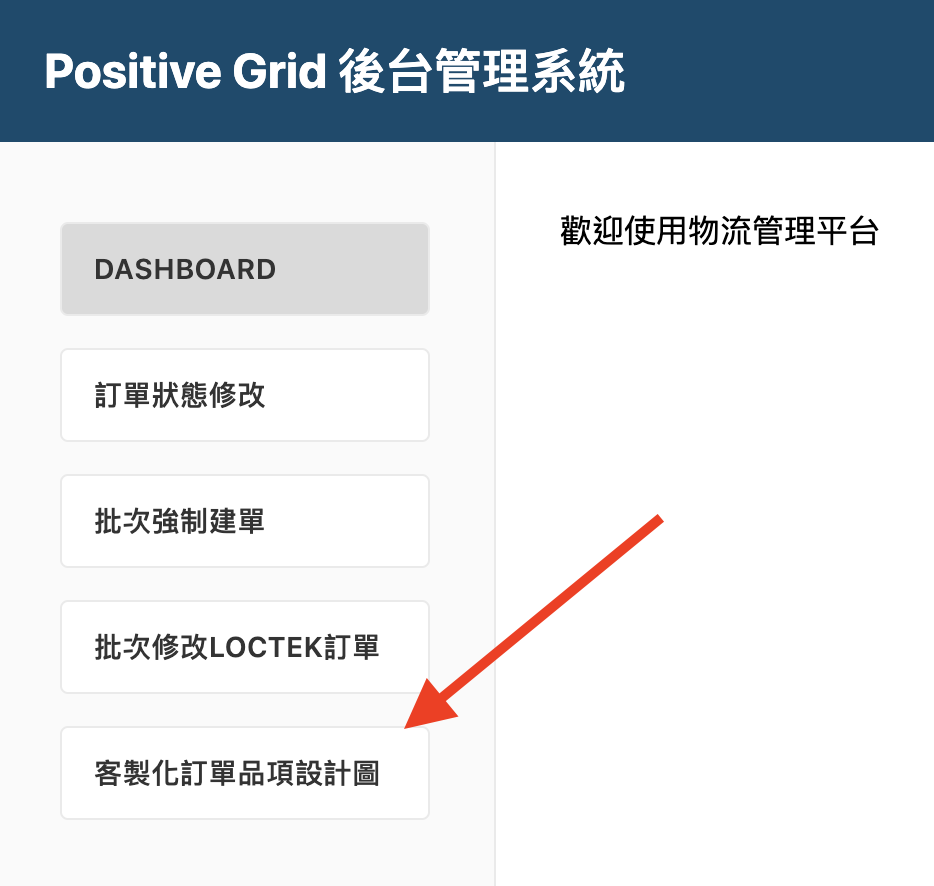 Positive Grid 後台管理系統
DASHBOARD
訂單狀態修改
批次強制建單
批次修改LOCTEK訂單
客製化訂單品項設計圖
歡迎使用物流管理平台